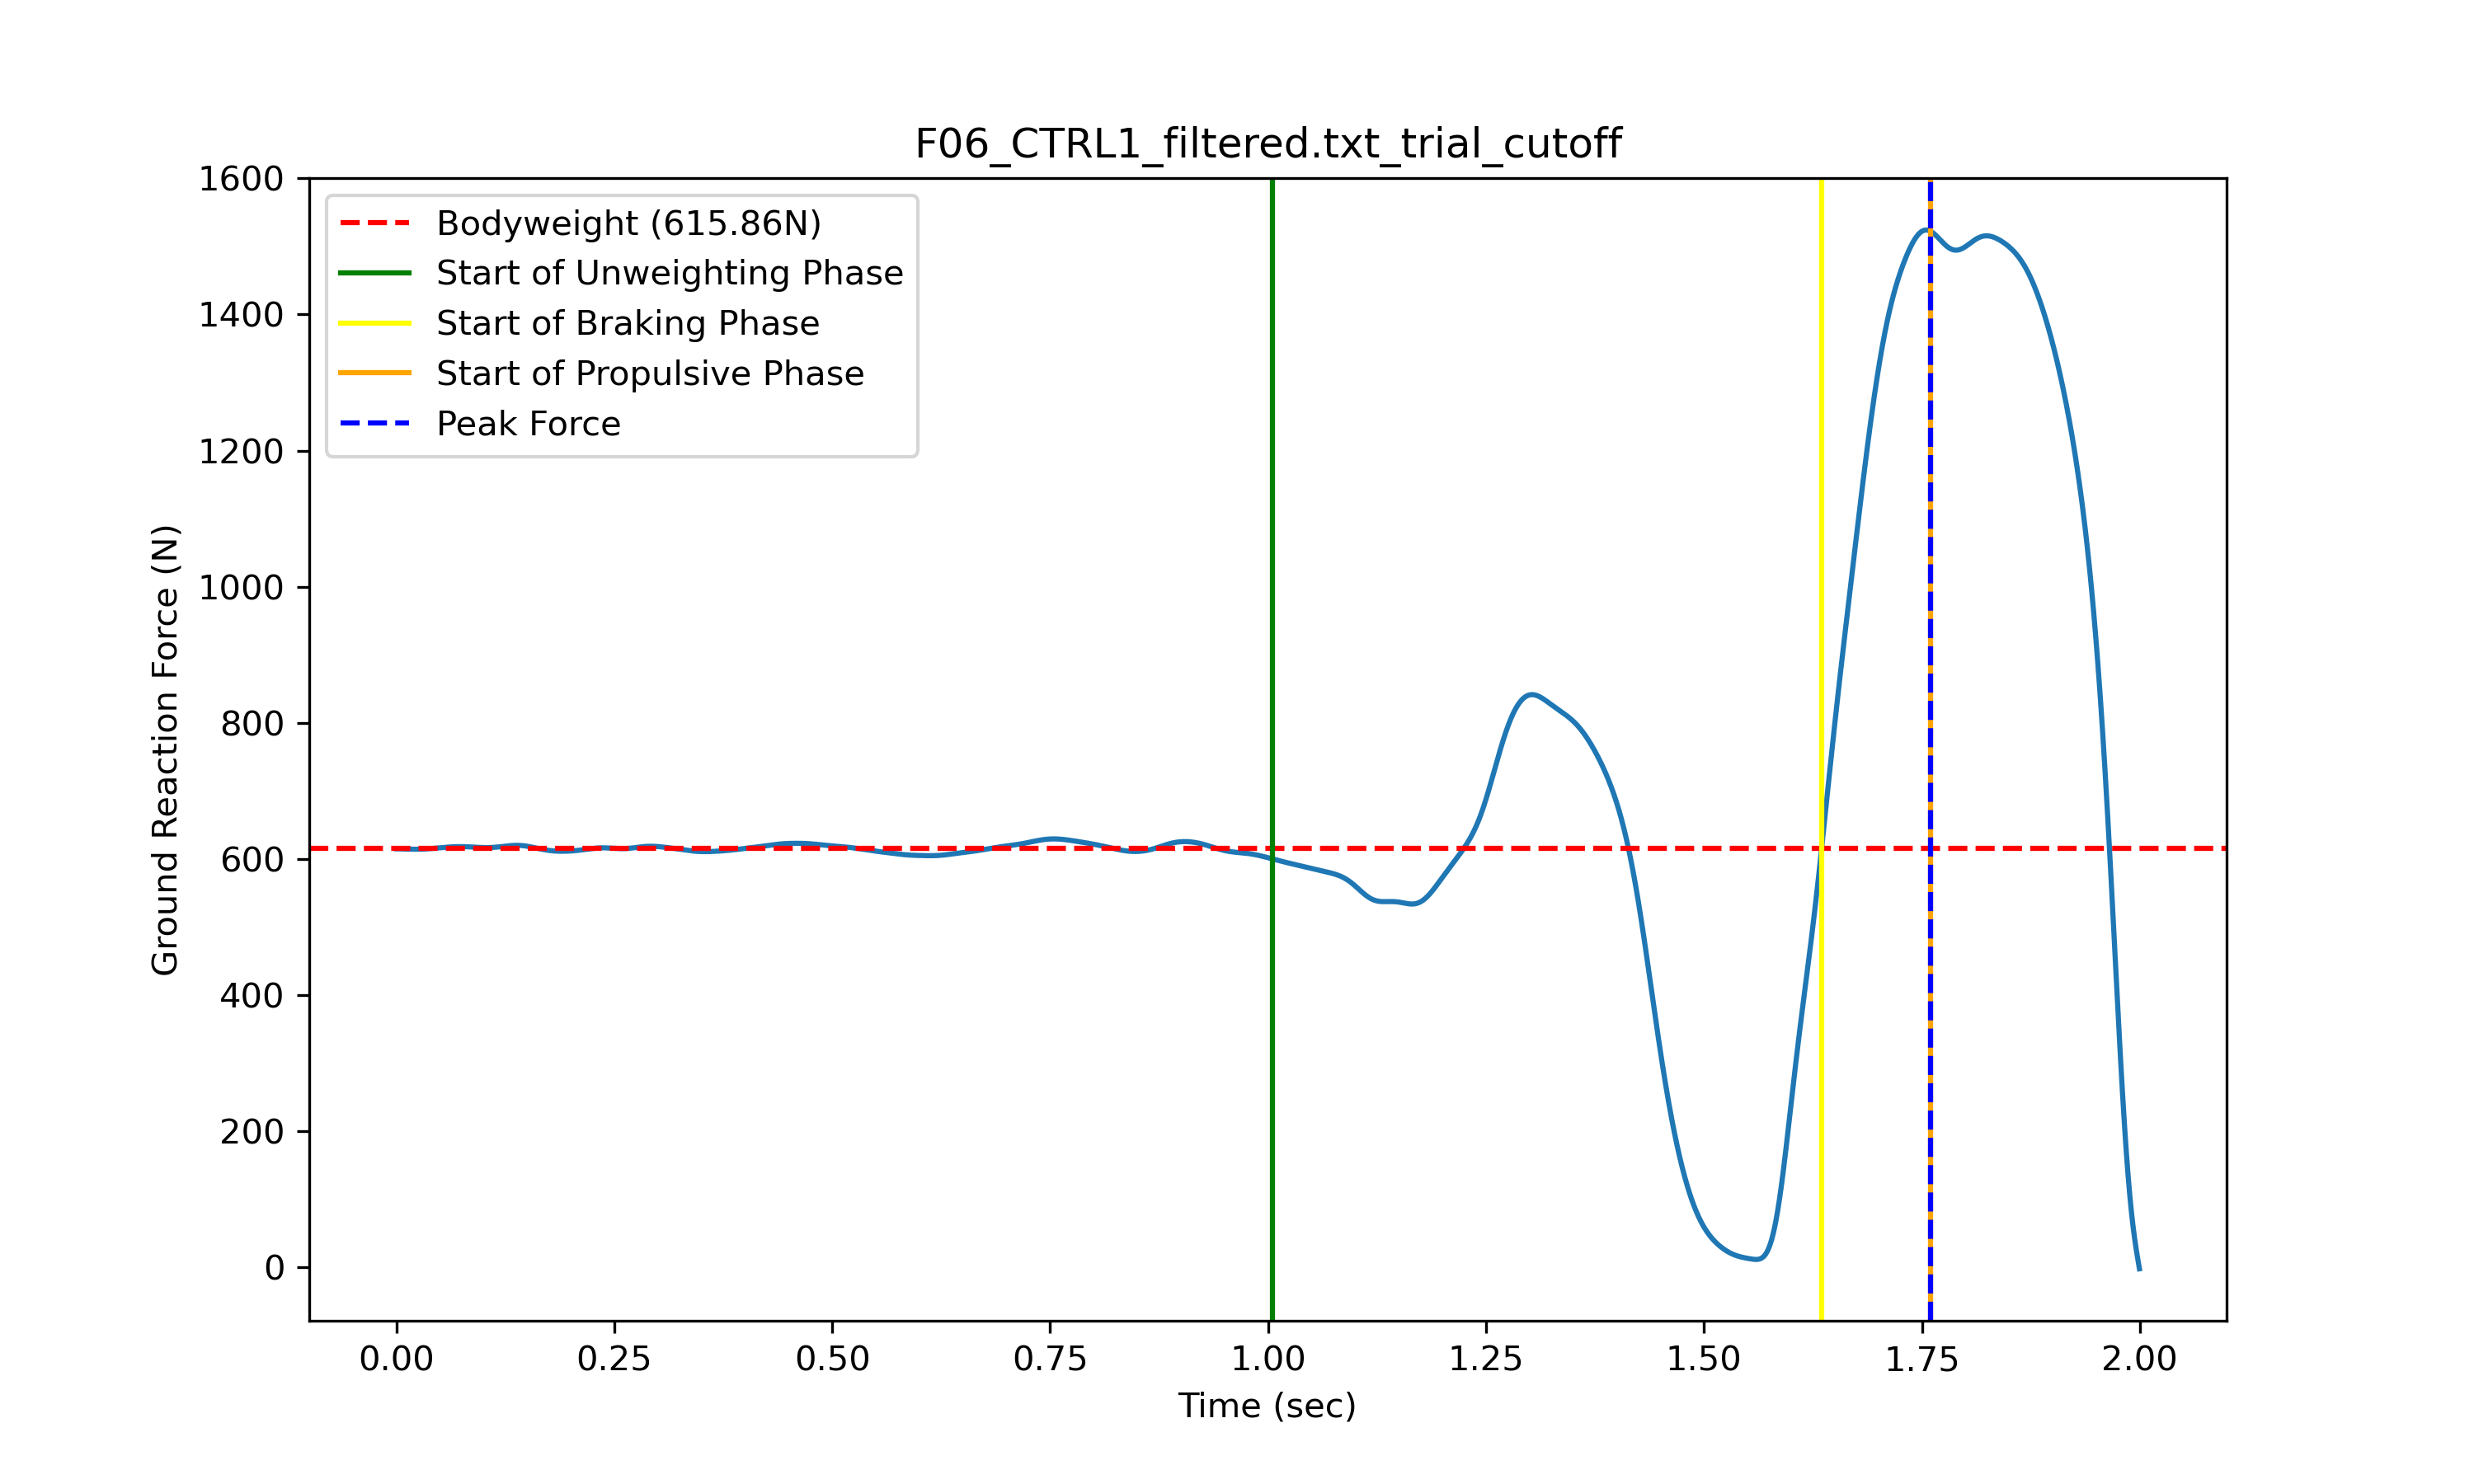 F06_CTRL1_filtered.txt_trial_cutoff
1600
1400
1200
1000
800
600
400
200
0
Ground Reaction Force (N)
Bodyweight (615.86N)
Start of Unweighting Phase
Start of Braking Phase
Start of Propulsive Phase
Peak Force
0.00 0.25 0.50 0.75 1.00 1.25 1.50 1.75 2.00
Time (sec)